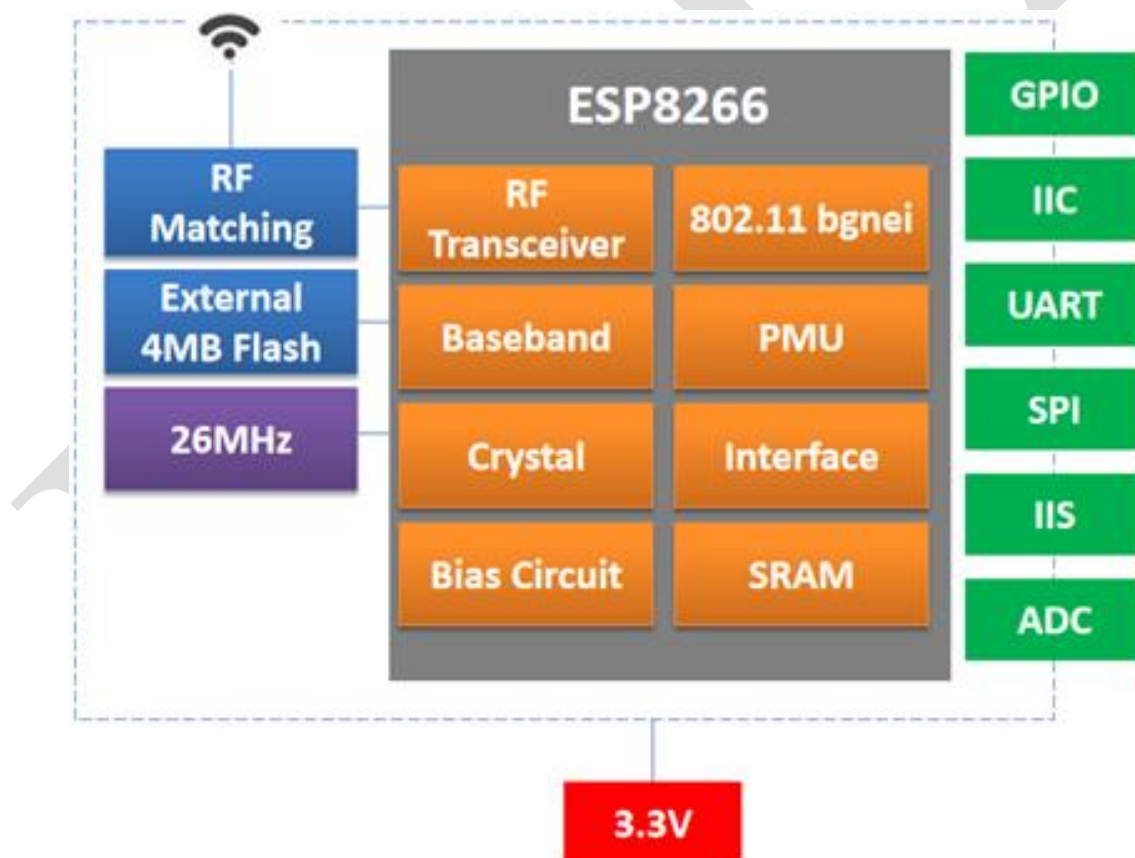 ESP8266
RF
Matching
External
4MB Flash
26MHz
RF
Transceiver
802.11 bgnei
Baseband
PMU
Crystal
Interface
Bias Circuit
SRAM
GPIO
IIC
UART
SPI
IIS
ADC
3.3V